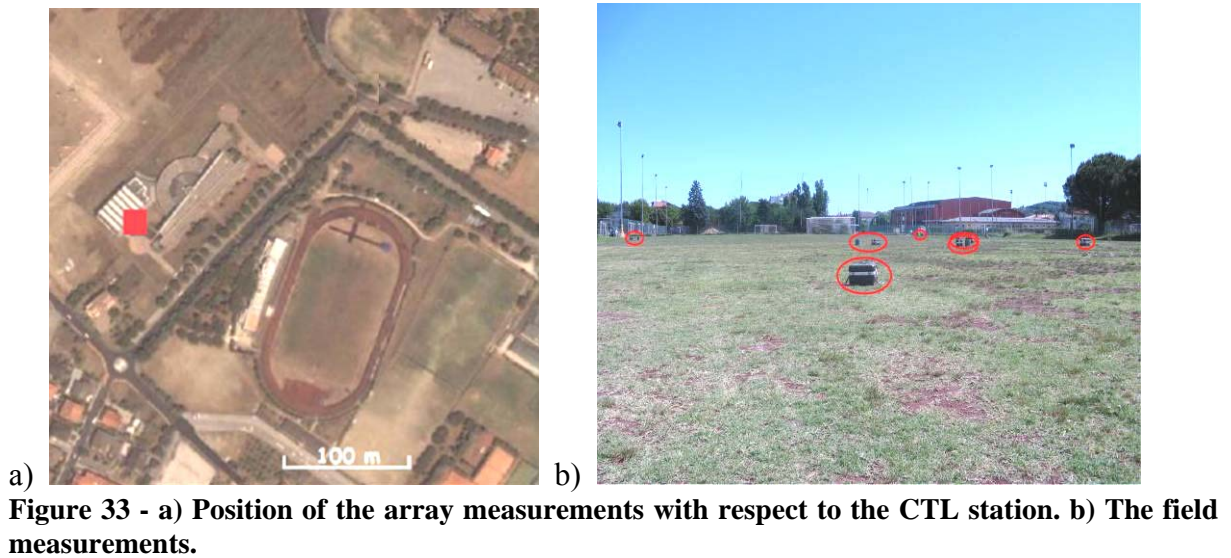 100 m
a)
b)
Figure 33 - a) Position of the array measurements with respect to the CTL station. b) The field
measurements.